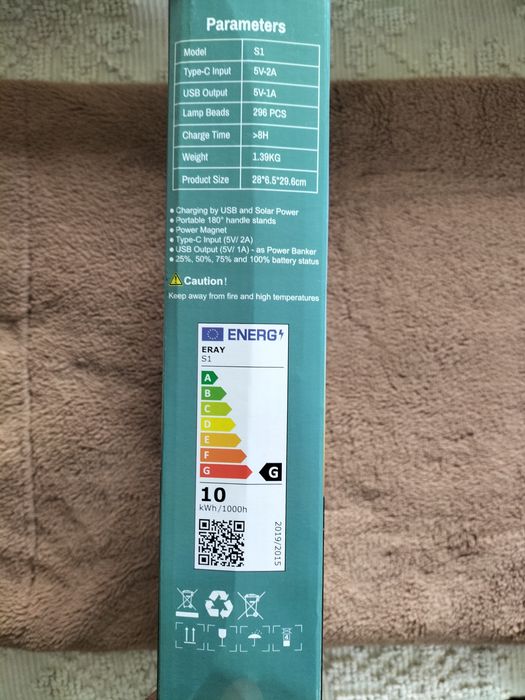 Parameters
Model S1
Type-C Input 5V-2A
USB Output 5V-1A
Lamp Beads 296 PCS
Charge Time >8H
Weight 1.39KG
Product Size 28*6.5*29.6cm
● Charging by USB and Solar Power
● Portable 180° handle stands
● Power Magnet
● Type-C Input (5V/ 2A)
● USB Output (5V/ 1A) - as Power Banker
● 25%, 50%, 75% and 100% battery status
Caution!
Keep away from fire and high temperatures
ENERG
ERAY
S1
A
B
C
D
E
F
G
G
10
kWh/1000h
2019/2015
4